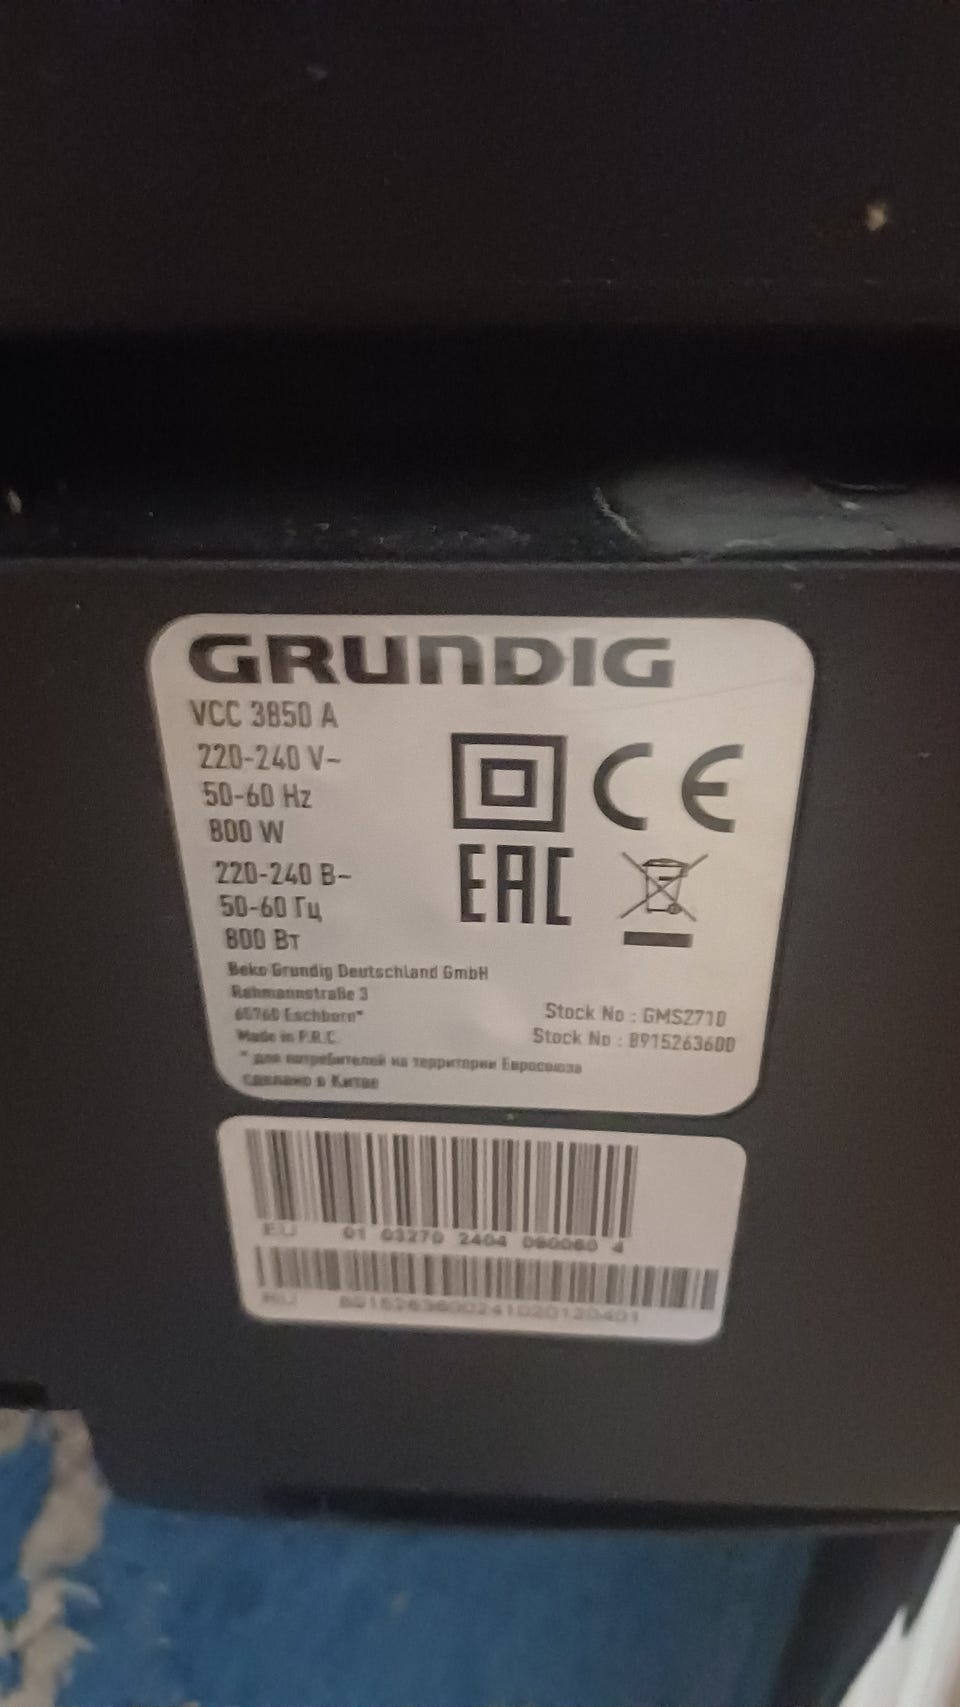 GRUNDIG
VCC 3850 A
220-240 V~
50-60 Hz
800 W
220-240 В~
50-60 Гц
800 Вт
CE
EAC
Beko Grundig Deutschland GmbH
Rahmannstraße 3
65760 Eschborn*
Made in P.R.C.
* для потребителей на территории Евросоюза
сделано в Китае
Stock No : GMS2710
Stock No : 8915263600
EU 01 03270 2404 080060 4
RU 8915263600241020120401